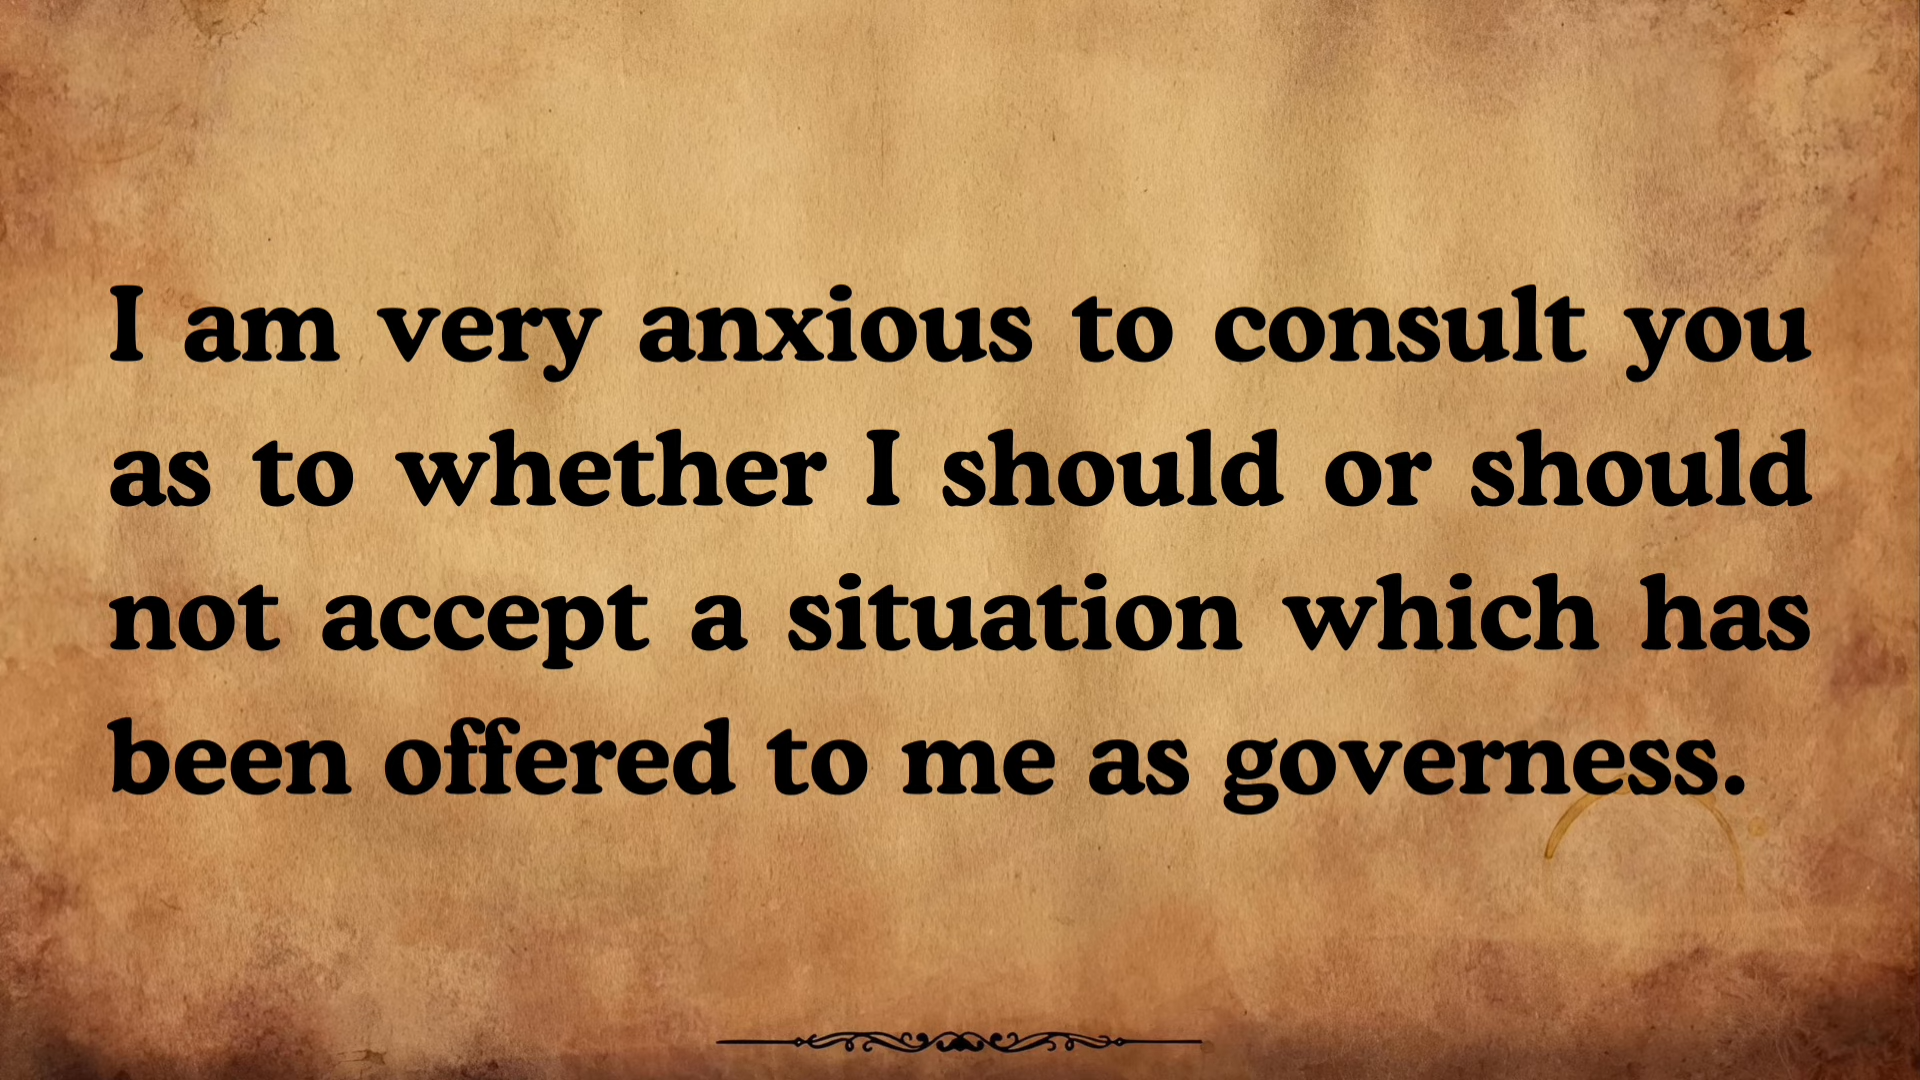 I am very anxious to consult you
as to whether I should or should
not accept a situation which has
been offered to me as governess.